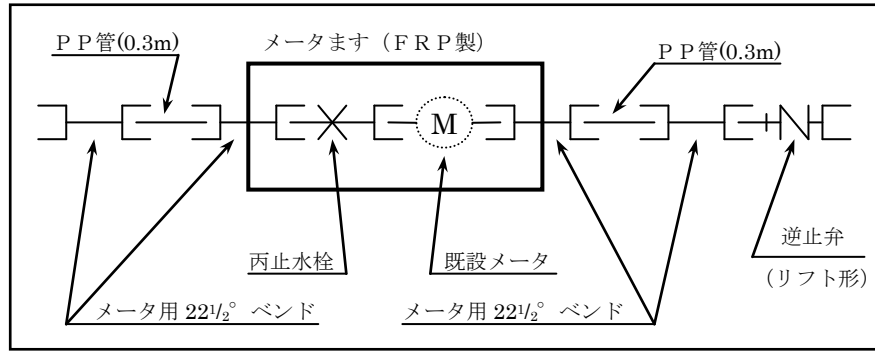 ＰＰ管(0.3m)
メータます（ＦＲＰ製）
ＰＰ管(0.3m)
M
丙止水栓
既設メータ
逆止弁
（リフト形）
メータ用 22½° ベンド
メータ用 22½° ベンド